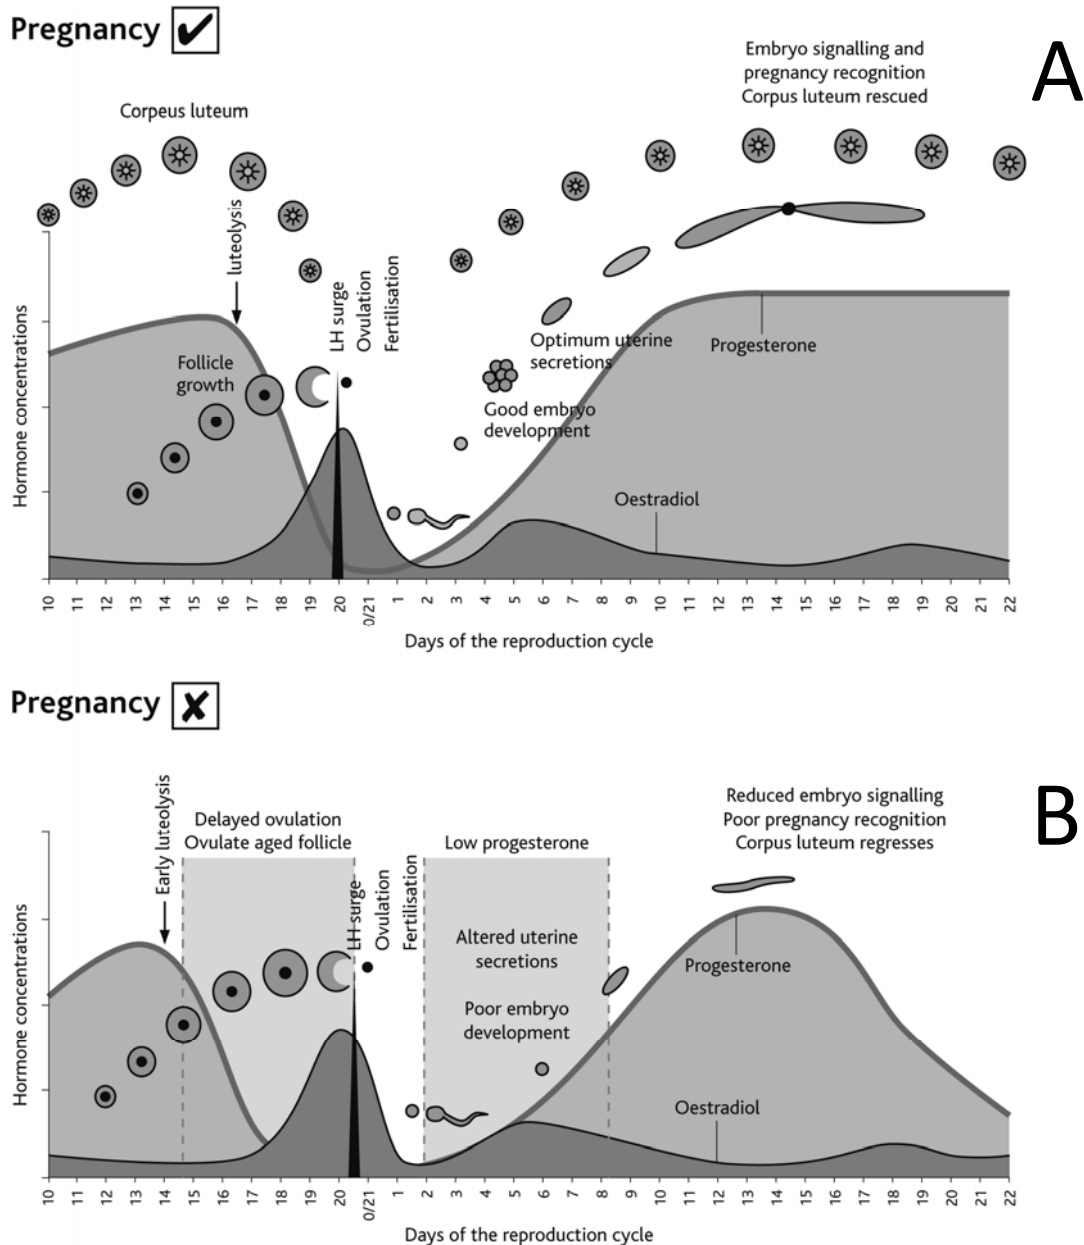 Pregnancy ✔
A
Embryo signalling and
pregnancy recognition
Corpus luteum rescued
Corpeus luteum
luteolysis
LH surge
Ovulation
Fertilisation
Follicle
growth
Optimum uterine
secretions
Good embryo
development
Progesterone
Oestradiol
Hormone concentrations
10 11 12 13 14 15 16 17 18 19 20 0/21 1 2 3 4 5 6 7 8 9 10 11 12 13 14 15 16 17 18 19 20 21 22
Days of the reproduction cycle
Pregnancy ✘
B
Early luteolysis
Delayed ovulation
Ovulate aged follicle
LH surge
Ovulation
Fertilisation
Low progesterone
Reduced embryo signalling
Poor pregnancy recognition
Corpus luteum regresses
Altered uterine
secretions
Poor embryo
development
Progesterone
Oestradiol
Hormone concentrations
10 11 12 13 14 15 16 17 18 19 20 0/21 1 2 3 4 5 6 7 8 9 10 11 12 13 14 15 16 17 18 19 20 21 22
Days of the reproduction cycle